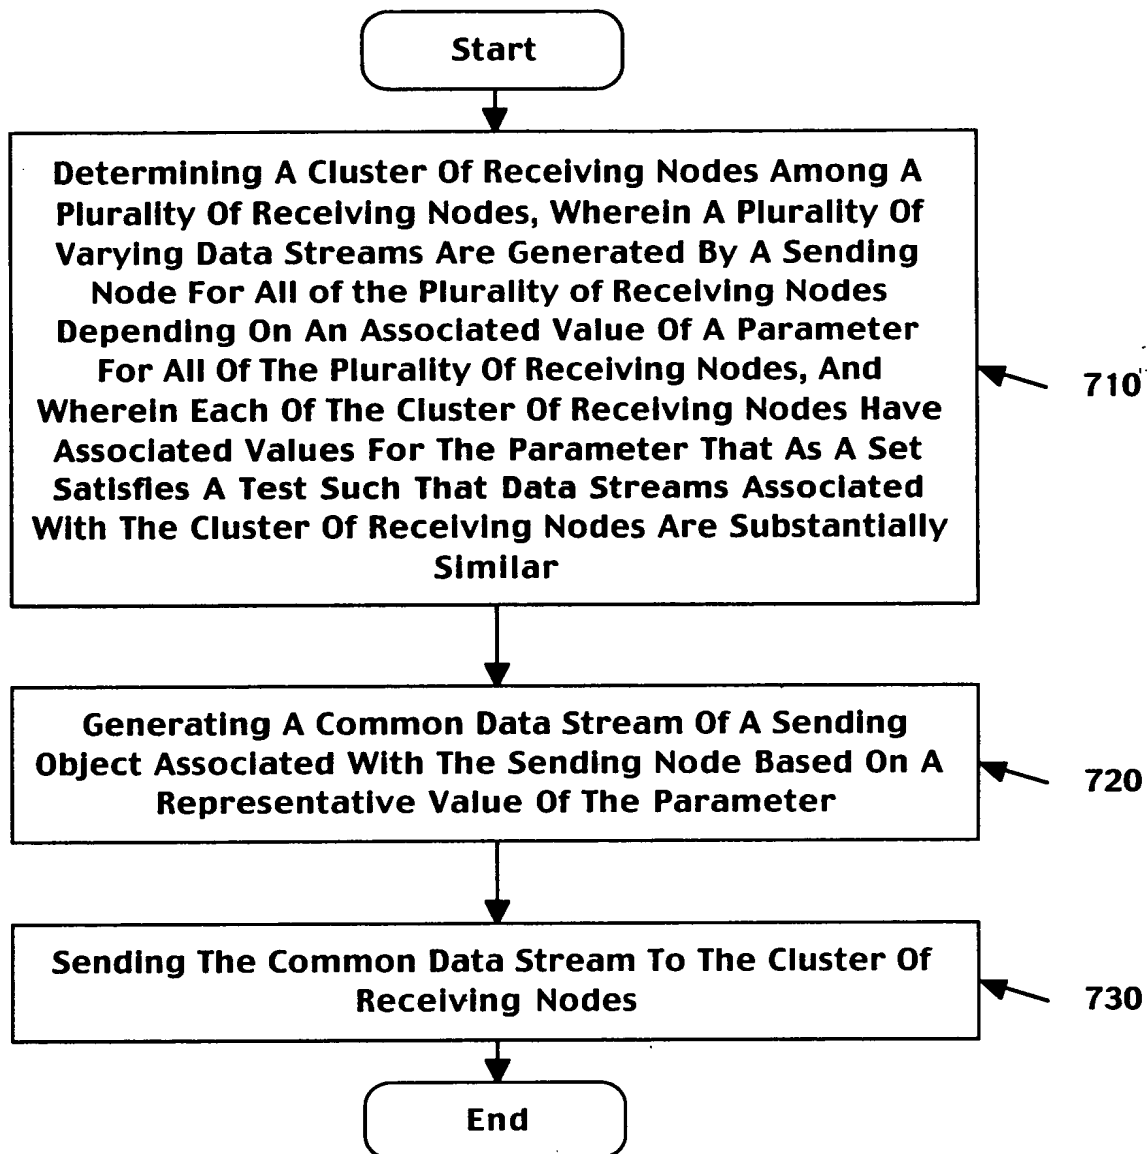 Start
Determining A Cluster Of Receiving Nodes Among A
Plurality Of Receiving Nodes, Wherein A Plurality Of
Varying Data Streams Are Generated By A Sending
Node For All of the Plurality of Receiving Nodes
Depending On An Associated Value Of A Parameter
For All Of The Plurality Of Receiving Nodes, And
Wherein Each Of The Cluster Of Receiving Nodes Have
Associated Values For The Parameter That As A Set
Satisfies A Test Such That Data Streams Associated
With The Cluster Of Receiving Nodes Are Substantially
Similar
710
Generating A Common Data Stream Of A Sending
Object Associated With The Sending Node Based On A
Representative Value Of The Parameter
720
Sending The Common Data Stream To The Cluster Of
Receiving Nodes
730
End